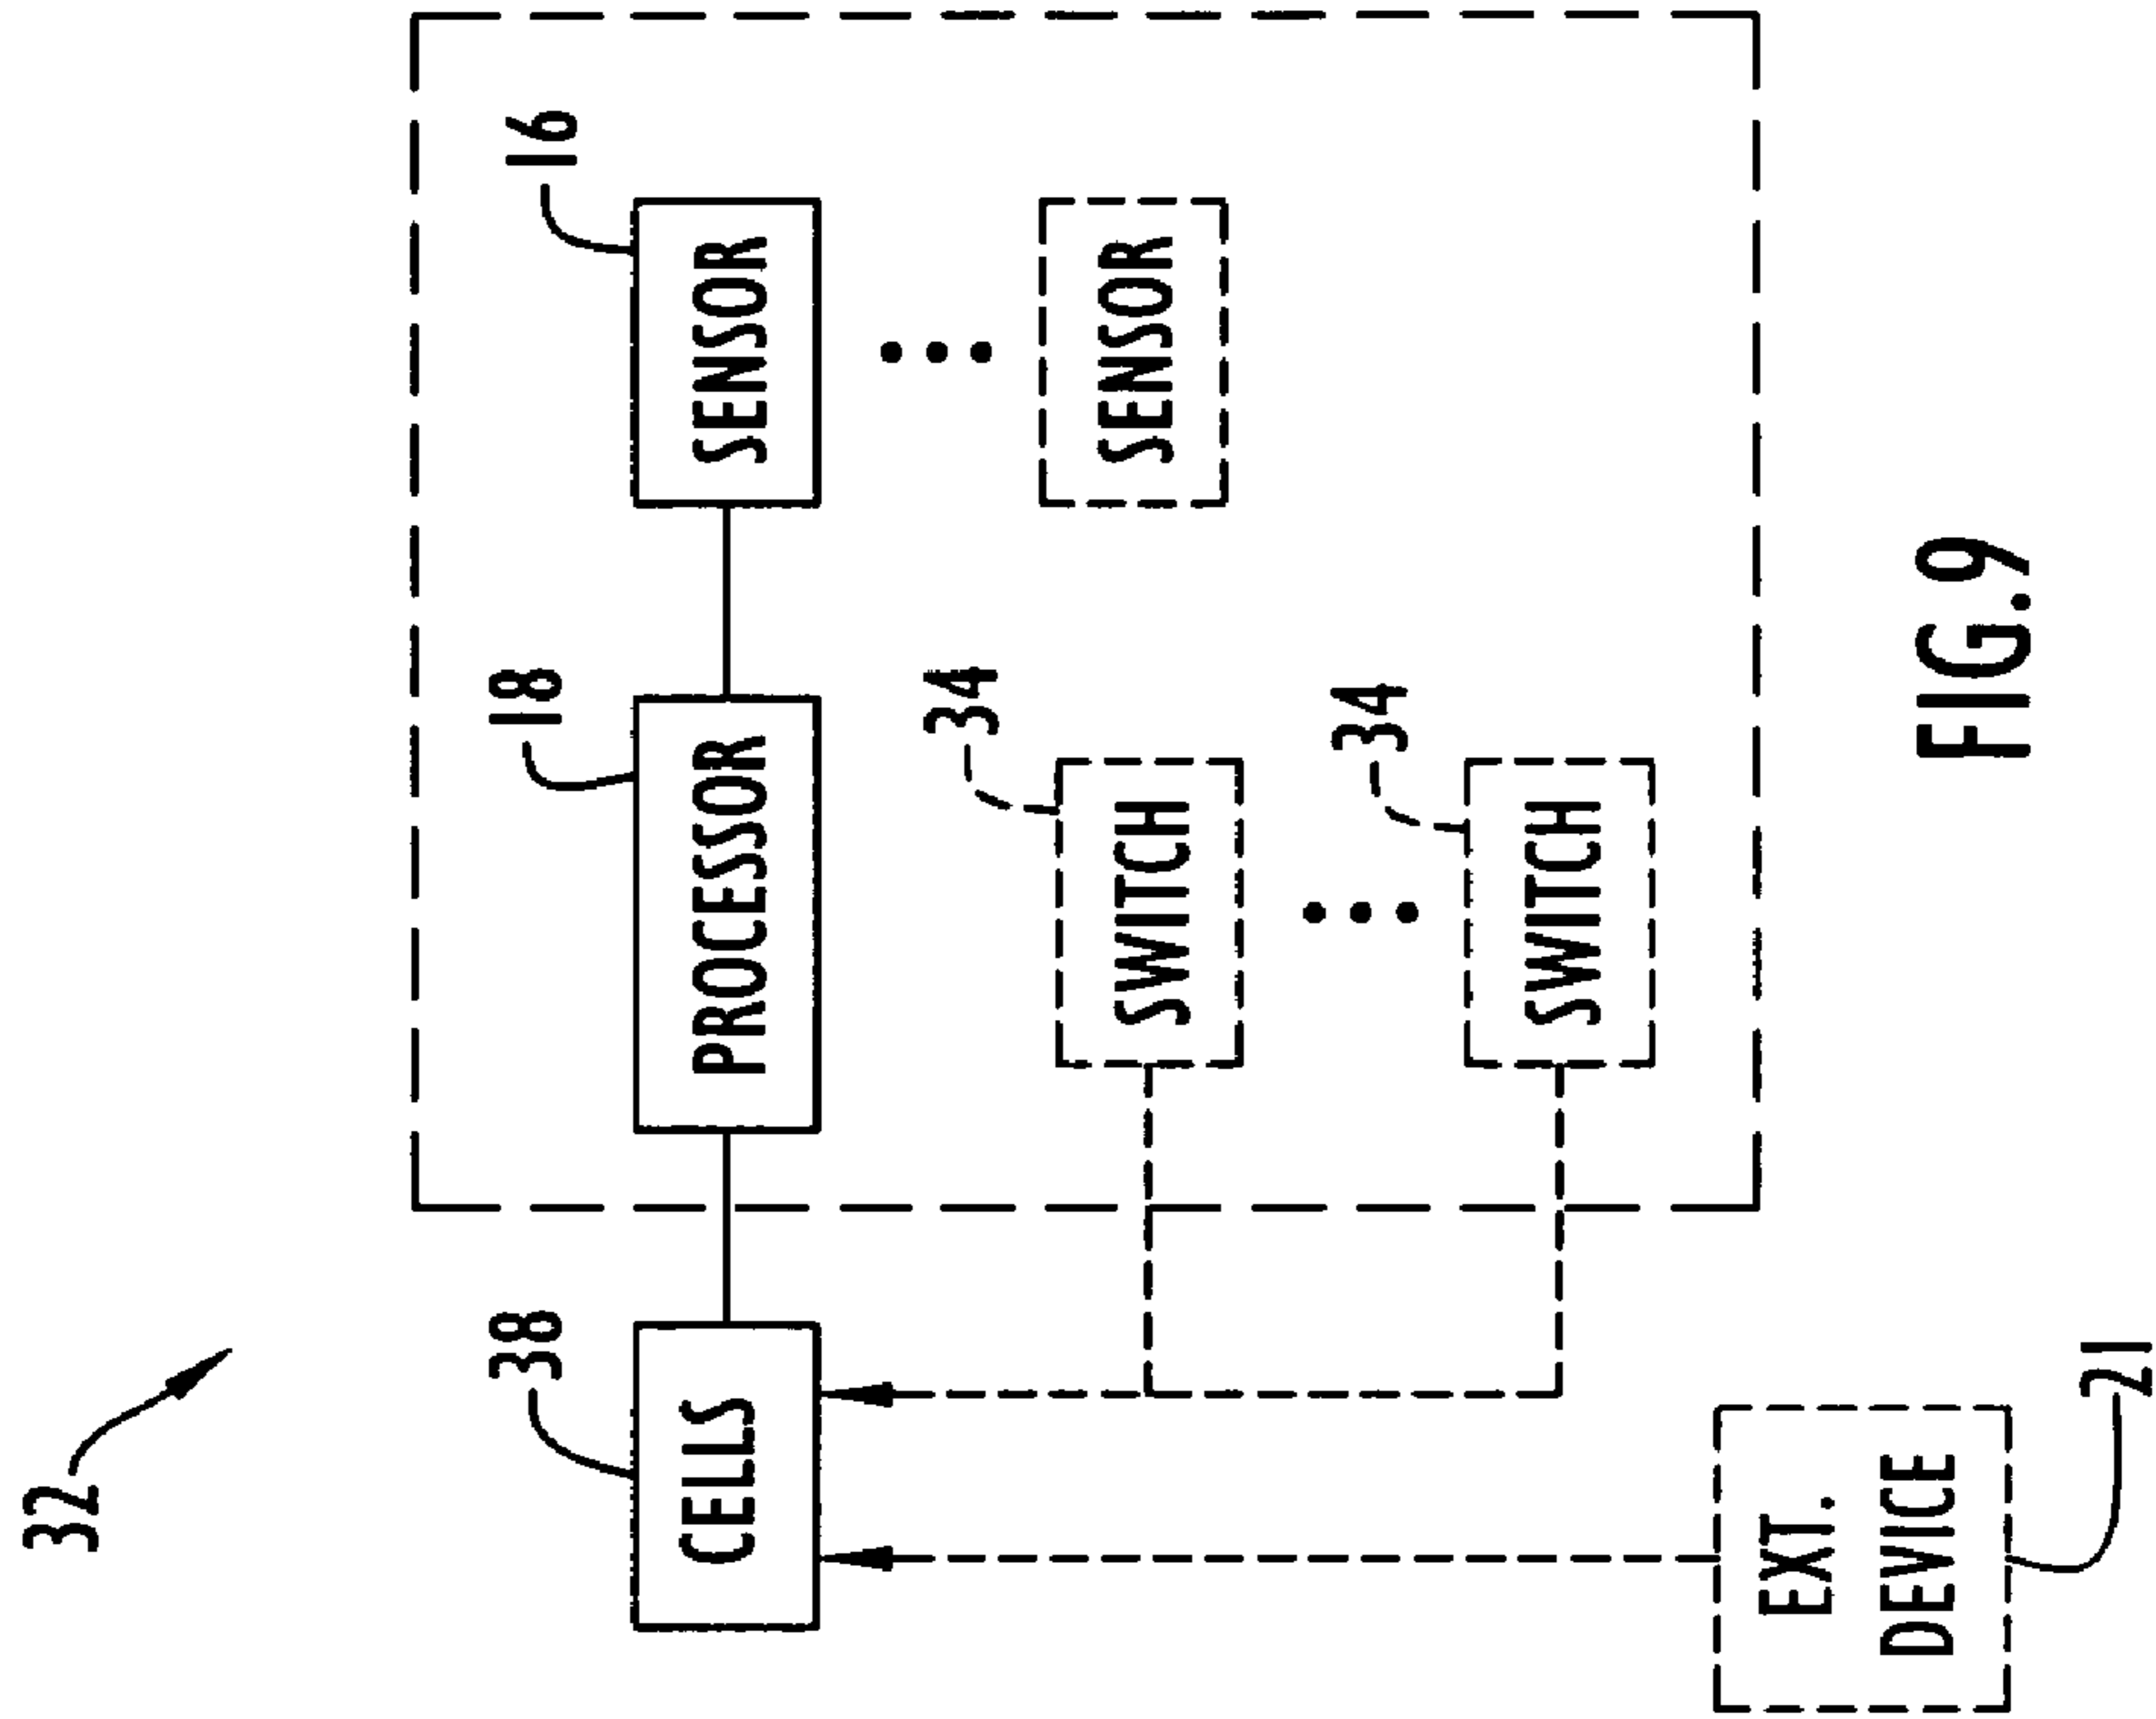 32
38
18
16
CELLS
PROCESSOR
SENSOR
34
SWITCH
SENSOR
34
SWITCH
EXT.
DEVICE
21
FIG.9